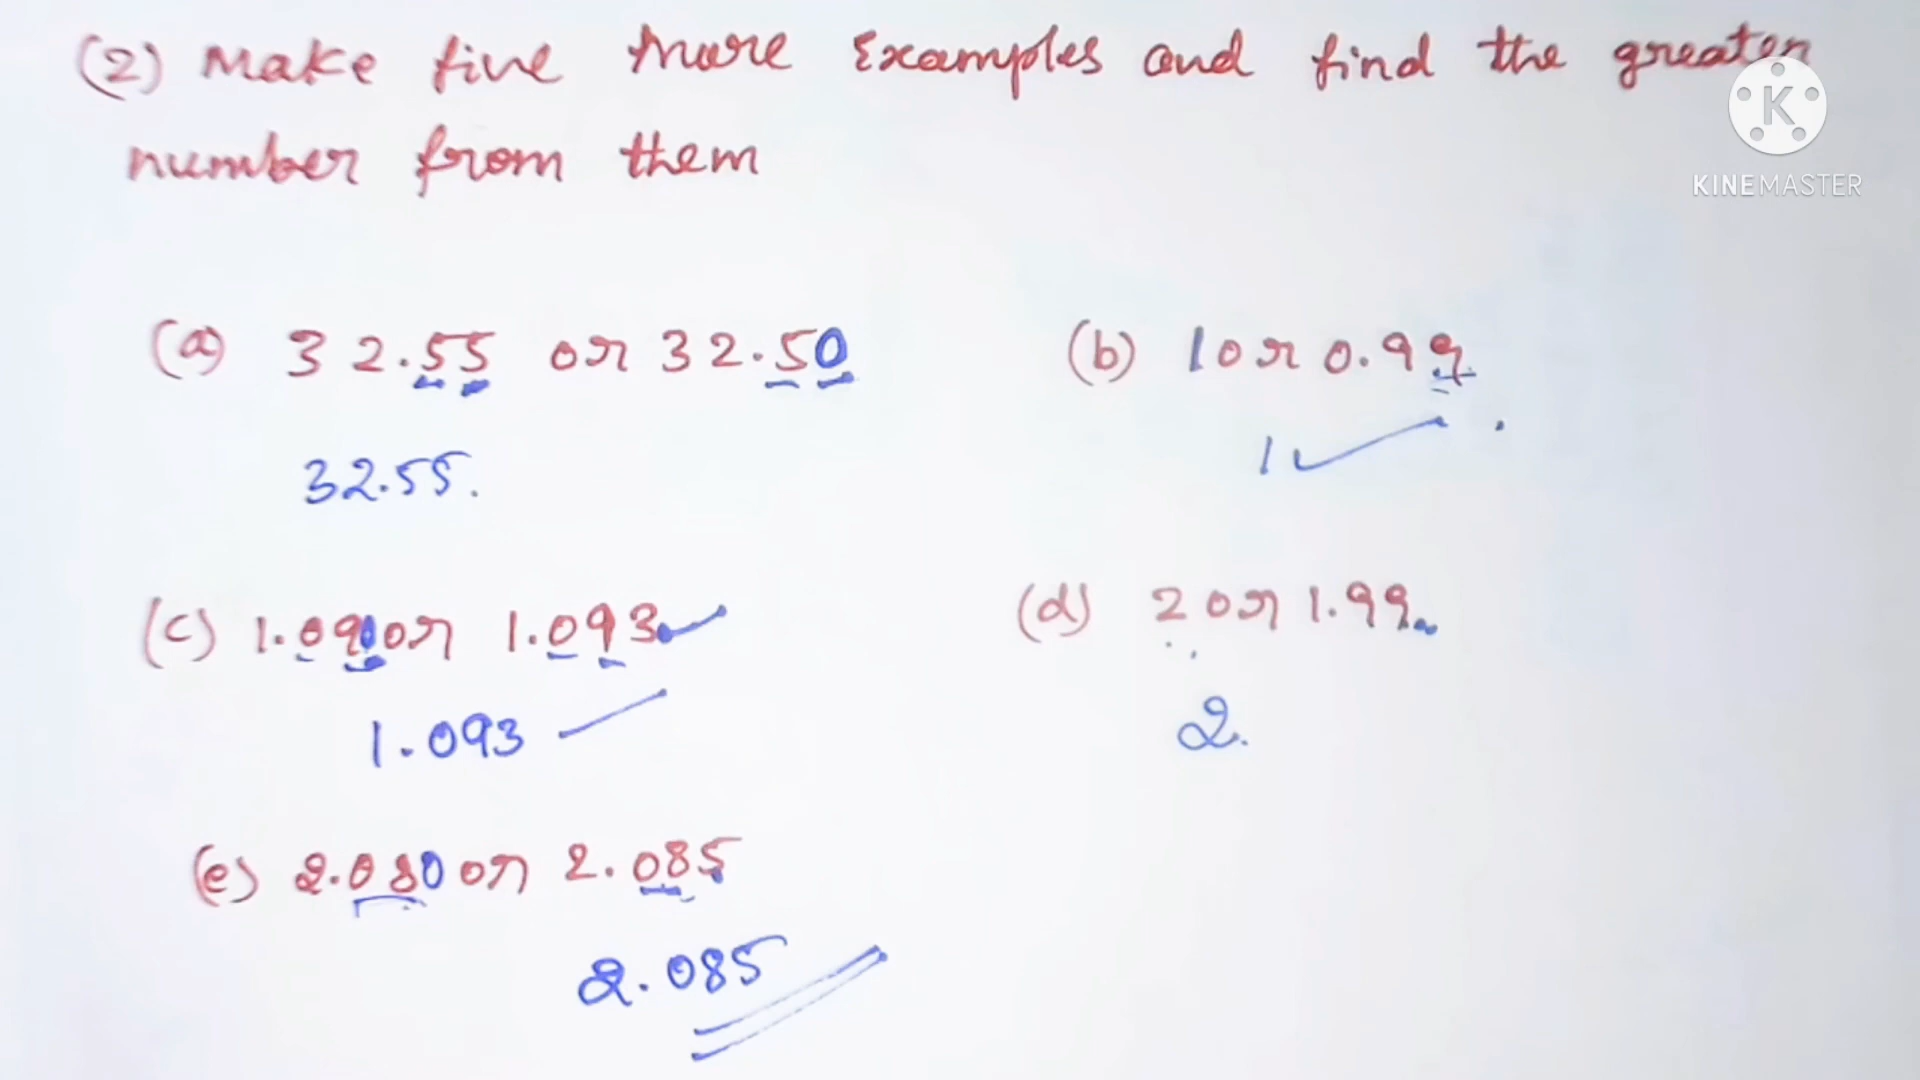 (2) Make five more Examples and find the greater
number from them
KINEMASTER
(a) 32.55 or 32.50
(b) 1 or 0.99
32.55.
1
(c) 1.090 or 1.093
(d) 2 or 1.99
1.093
2.
(e) 2.080 or 2.085
2.085